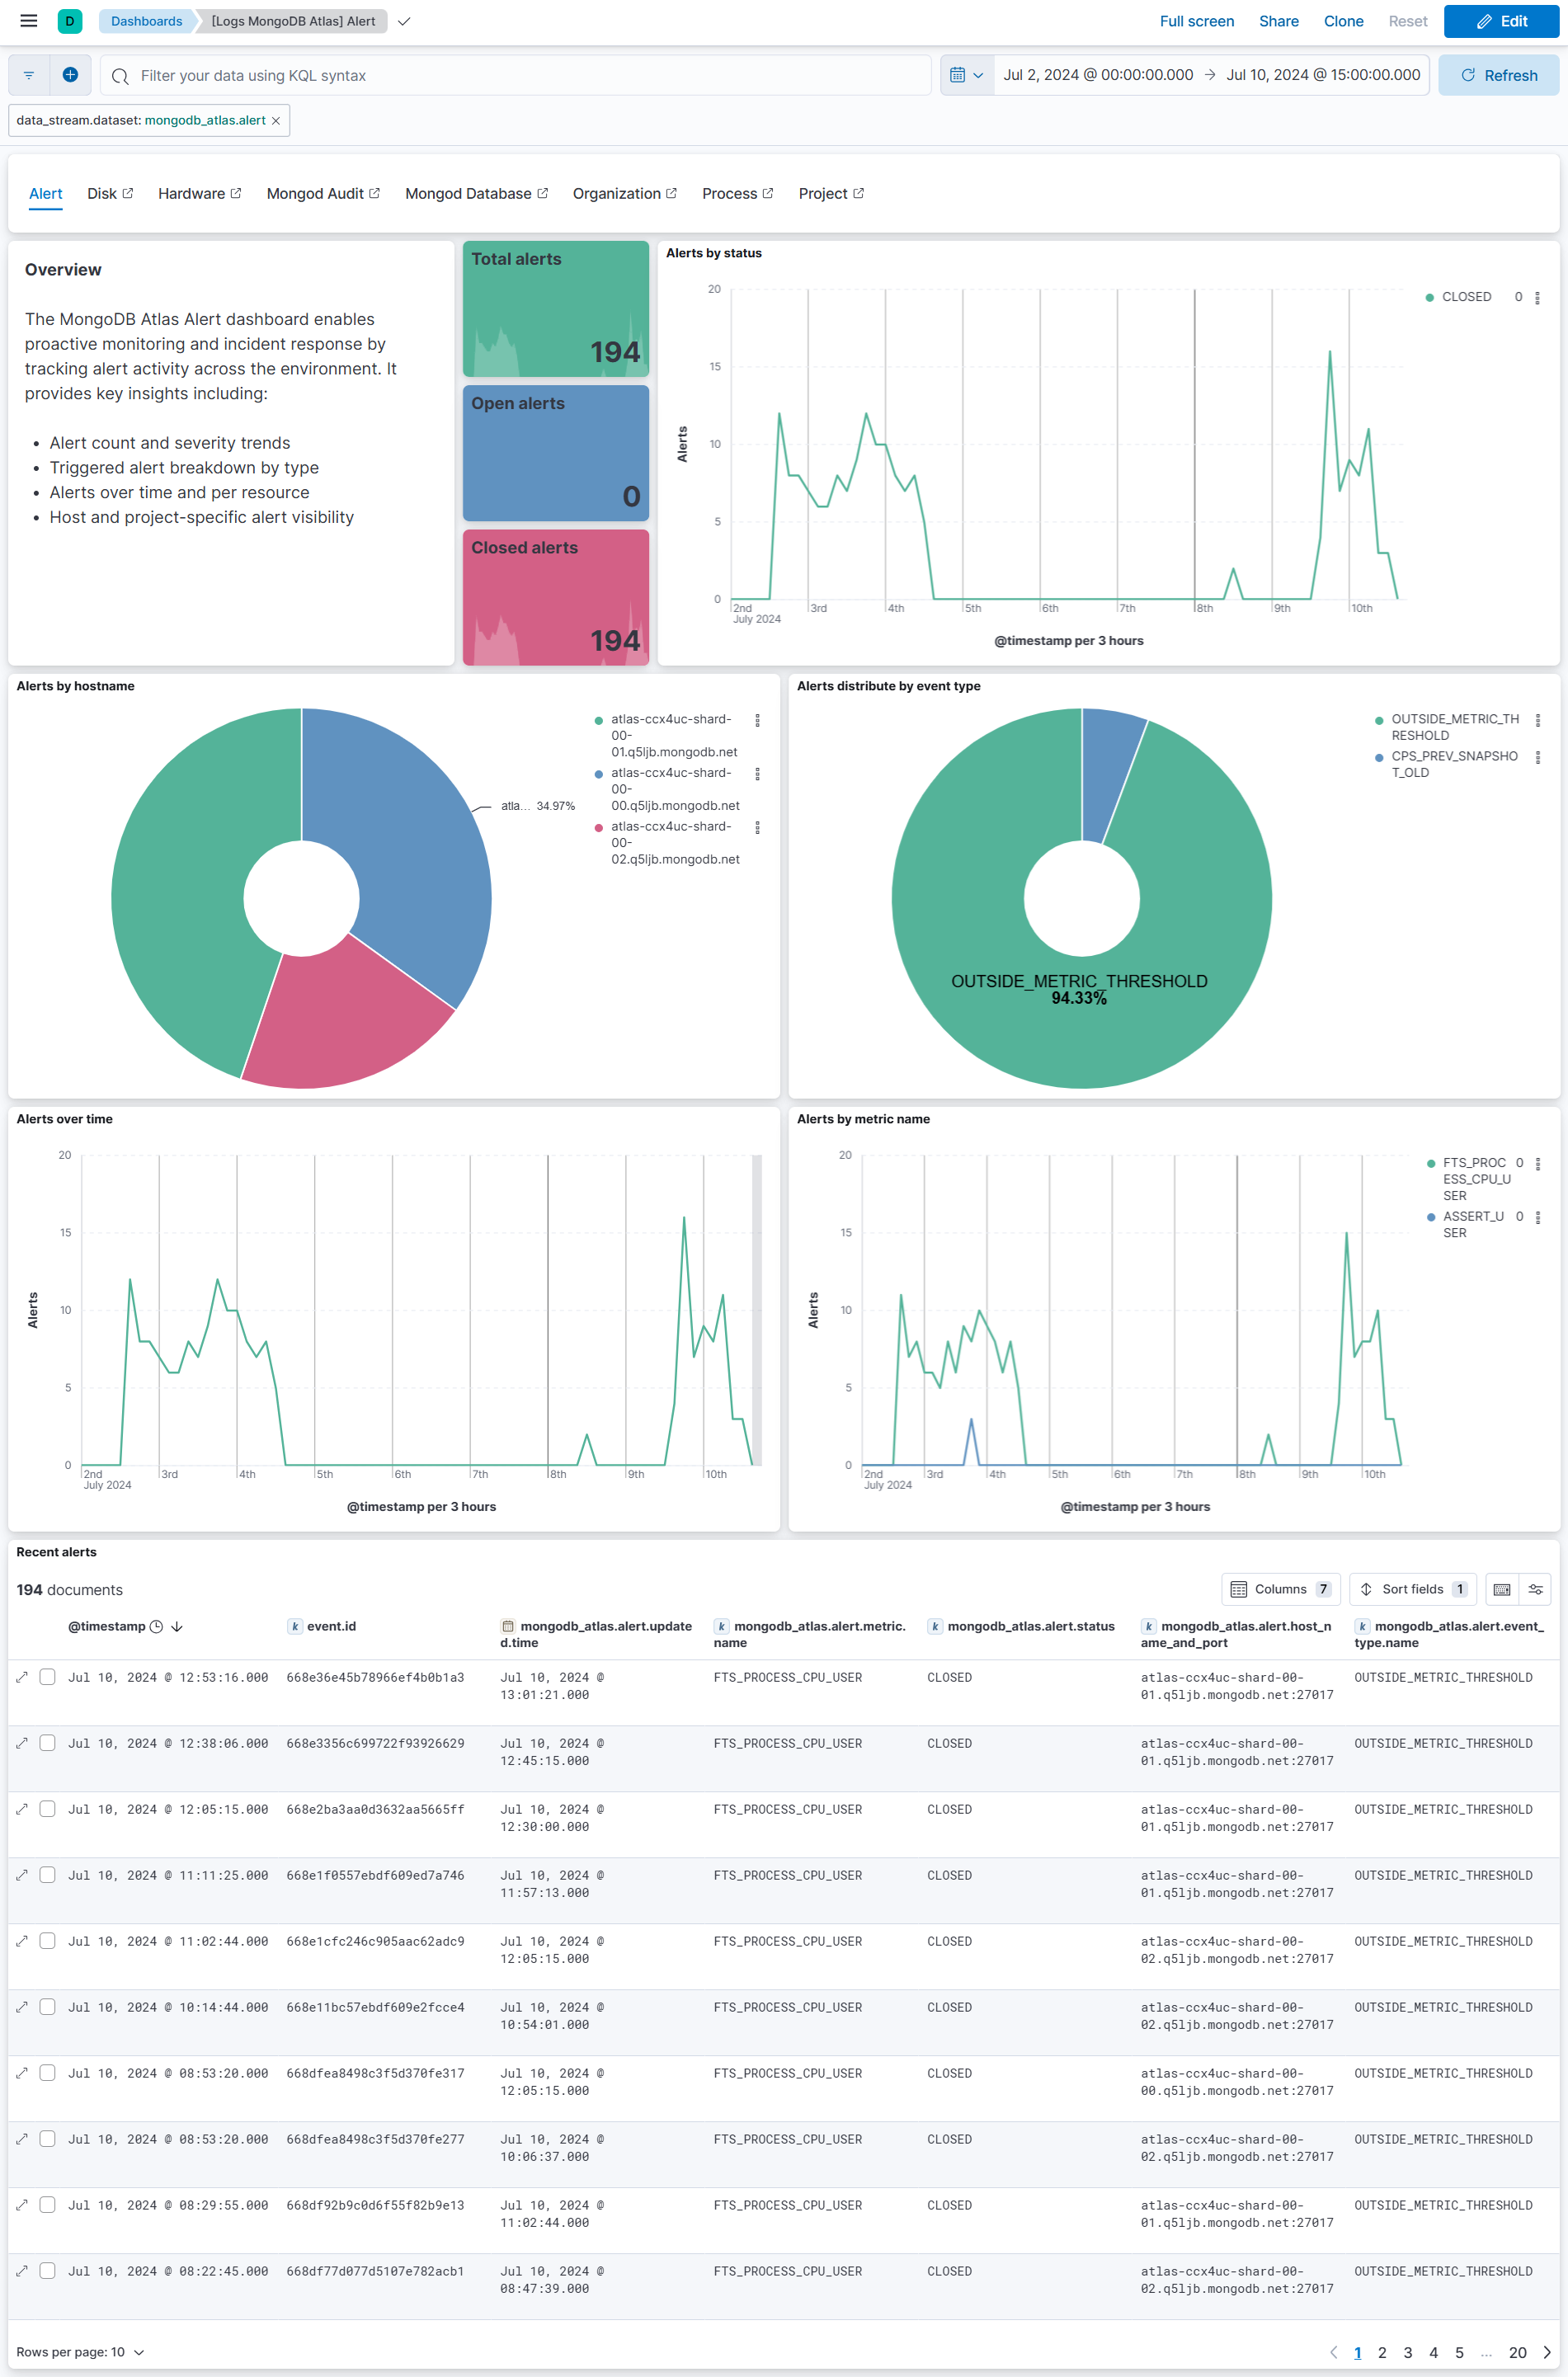 D
Dashboards
[Logs MongoDB Atlas] Alert
Full screen
Share
Clone
Reset
Edit
Filter your data using KQL syntax
Jul 2, 2024 @ 00:00:00.000 → Jul 10, 2024 @ 15:00:00.000
Refresh
data_stream.dataset: mongodb_atlas.alert ×
Alert
Disk
Hardware
Mongod Audit
Mongod Database
Organization
Process
Project
Overview
The MongoDB Atlas Alert dashboard enables
proactive monitoring and incident response by
tracking alert activity across the environment. It
provides key insights including:
• Alert count and severity trends
• Triggered alert breakdown by type
• Alerts over time and per resource
• Host and project-specific alert visibility
Total alerts
194
Open alerts
0
Closed alerts
194
Alerts by status
20
15
10
5
0
Alerts
2nd 3rd 4th 5th 6th 7th 8th 9th 10th
July 2024
@timestamp per 3 hours
CLOSED 0
Alerts by hostname
atla... 34.97%
atlas-ccx4uc-shard-
00-
01.q5ljb.mongodb.net
atlas-ccx4uc-shard-
00-
00.q5ljb.mongodb.net
atlas-ccx4uc-shard-
00-
02.q5ljb.mongodb.net
Alerts distribute by event type
OUTSIDE_METRIC_THRESHOLD
94.33%
OUTSIDE_METRIC_TH
RESHOLD
CPS_PREV_SNAPSHO
T_OLD
Alerts over time
20
15
10
5
0
Alerts
2nd 3rd 4th 5th 6th 7th 8th 9th 10th
July 2024
@timestamp per 3 hours
Alerts by metric name
20
15
10
5
0
Alerts
2nd 3rd 4th 5th 6th 7th 8th 9th 10th
July 2024
@timestamp per 3 hours
FTS_PROC 0
ESS_CPU_U
SER
ASSERT_U 0
SER
Recent alerts
194 documents
Columns 7
Sort fields 1
@timestamp k event.id mongodb_atlas.alert.update k mongodb_atlas.alert.metric. k mongodb_atlas.alert.status k mongodb_atlas.alert.host_n k mongodb_atlas.alert.event_
d.time name ame_and_port type.name
Jul 10, 2024 @ 12:53:16.000 668e36e45b78966ef4b0b1a3 Jul 10, 2024 @ FTS_PROCESS_CPU_USER CLOSED atlas-ccx4uc-shard-00- OUTSIDE_METRIC_THRESHOLD
13:01:21.000 01.q5ljb.mongodb.net:27017
Jul 10, 2024 @ 12:38:06.000 668e3356c699722f93926629 Jul 10, 2024 @ FTS_PROCESS_CPU_USER CLOSED atlas-ccx4uc-shard-00- OUTSIDE_METRIC_THRESHOLD
12:45:15.000 01.q5ljb.mongodb.net:27017
Jul 10, 2024 @ 12:05:15.000 668e2ba3aa0d3632aa5665ff Jul 10, 2024 @ FTS_PROCESS_CPU_USER CLOSED atlas-ccx4uc-shard-00- OUTSIDE_METRIC_THRESHOLD
12:30:00.000 01.q5ljb.mongodb.net:27017
Jul 10, 2024 @ 11:11:25.000 668e1f0557ebdf609ed7a746 Jul 10, 2024 @ FTS_PROCESS_CPU_USER CLOSED atlas-ccx4uc-shard-00- OUTSIDE_METRIC_THRESHOLD
11:57:13.000 01.q5ljb.mongodb.net:27017
Jul 10, 2024 @ 11:02:44.000 668e1cfc246c905aac62adc9 Jul 10, 2024 @ FTS_PROCESS_CPU_USER CLOSED atlas-ccx4uc-shard-00- OUTSIDE_METRIC_THRESHOLD
12:05:15.000 02.q5ljb.mongodb.net:27017
Jul 10, 2024 @ 10:14:44.000 668e11bc57ebdf609e2fcce4 Jul 10, 2024 @ FTS_PROCESS_CPU_USER CLOSED atlas-ccx4uc-shard-00- OUTSIDE_METRIC_THRESHOLD
10:54:01.000 02.q5ljb.mongodb.net:27017
Jul 10, 2024 @ 08:53:20.000 668dfea8498c3f5d370fe317 Jul 10, 2024 @ FTS_PROCESS_CPU_USER CLOSED atlas-ccx4uc-shard-00- OUTSIDE_METRIC_THRESHOLD
12:05:15.000 00.q5ljb.mongodb.net:27017
Jul 10, 2024 @ 08:53:20.000 668dfea8498c3f5d370fe277 Jul 10, 2024 @ FTS_PROCESS_CPU_USER CLOSED atlas-ccx4uc-shard-00- OUTSIDE_METRIC_THRESHOLD
10:06:37.000 02.q5ljb.mongodb.net:27017
Jul 10, 2024 @ 08:29:55.000 668df92b9c0d6f55f82b9e13 Jul 10, 2024 @ FTS_PROCESS_CPU_USER CLOSED atlas-ccx4uc-shard-00- OUTSIDE_METRIC_THRESHOLD
11:02:44.000 01.q5ljb.mongodb.net:27017
Jul 10, 2024 @ 08:22:45.000 668df77d077d5107e782acb1 Jul 10, 2024 @ FTS_PROCESS_CPU_USER CLOSED atlas-ccx4uc-shard-00- OUTSIDE_METRIC_THRESHOLD
08:47:39.000 02.q5ljb.mongodb.net:27017
Rows per page: 10
1 2 3 4 5 ... 20